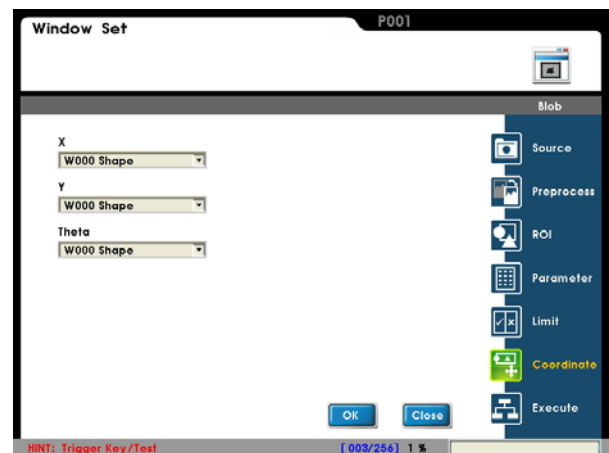 Window Set
P001
Blob
X
W000 Shape
Y
W000 Shape
Theta
W000 Shape
Source
Preprocess
ROI
Parameter
Limit
Coordinate
Execute
OK Close
HINT: Trigger Key/Test [003/256] 1 %